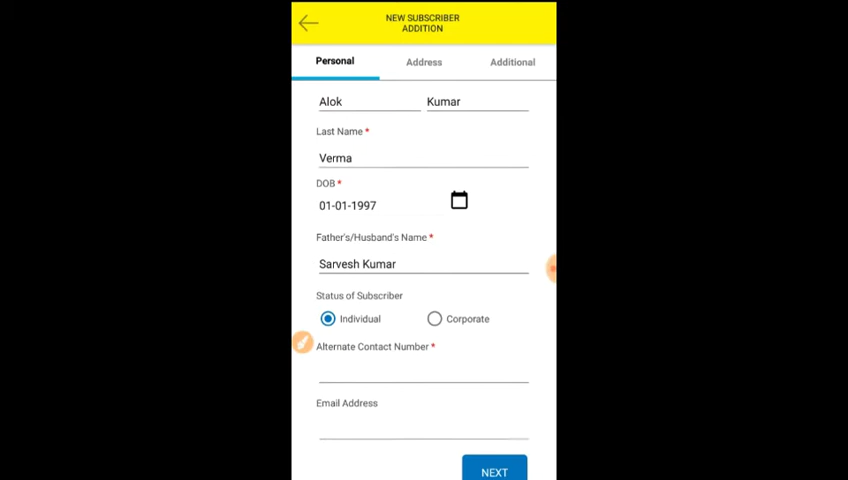 NEW SUBSCRIBER
ADDITION
Personal Address Additional
Alok Kumar
Last Name *
Verma
DOB *
01-01-1997
Father's/Husband's Name *
Sarvesh Kumar
Status of Subscriber
Individual Corporate
Alternate Contact Number *
Email Address
NEXT